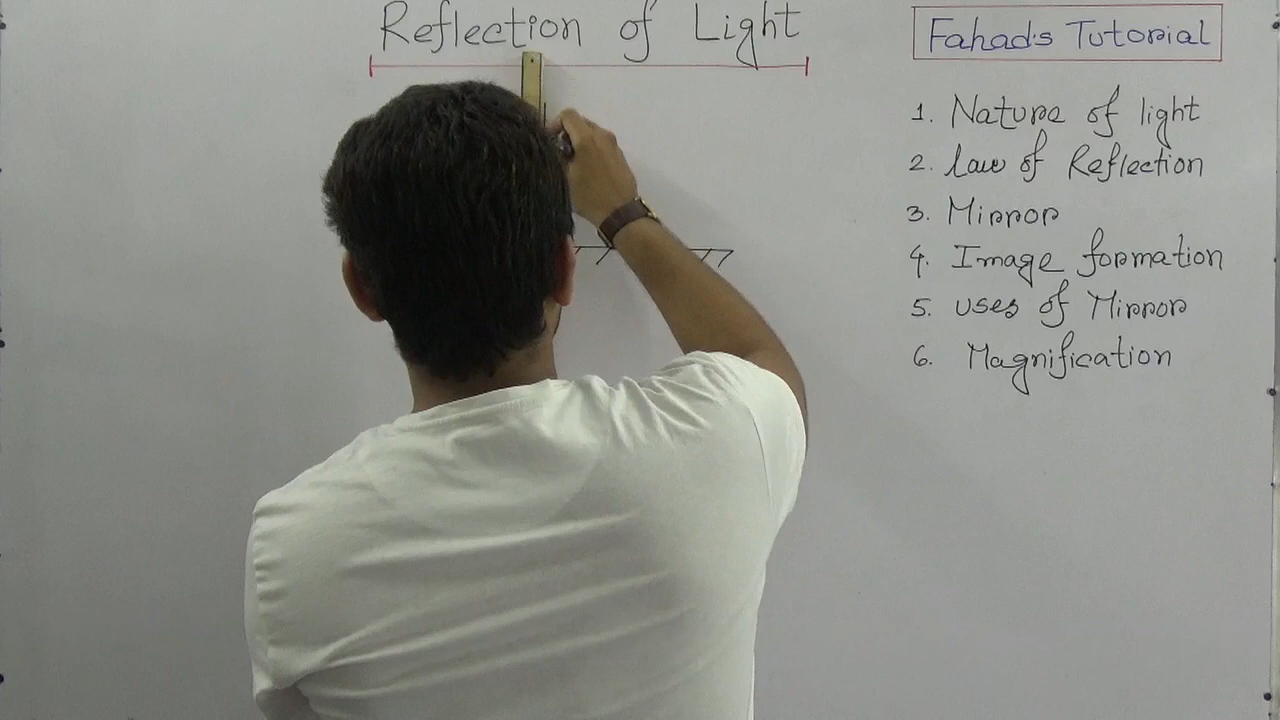 Reflection of Light
Fahad's Tutorial
1. Nature of light
2. law of Reflection
3. Mirror
4. Image formation
5. uses of Mirror
6. Magnification